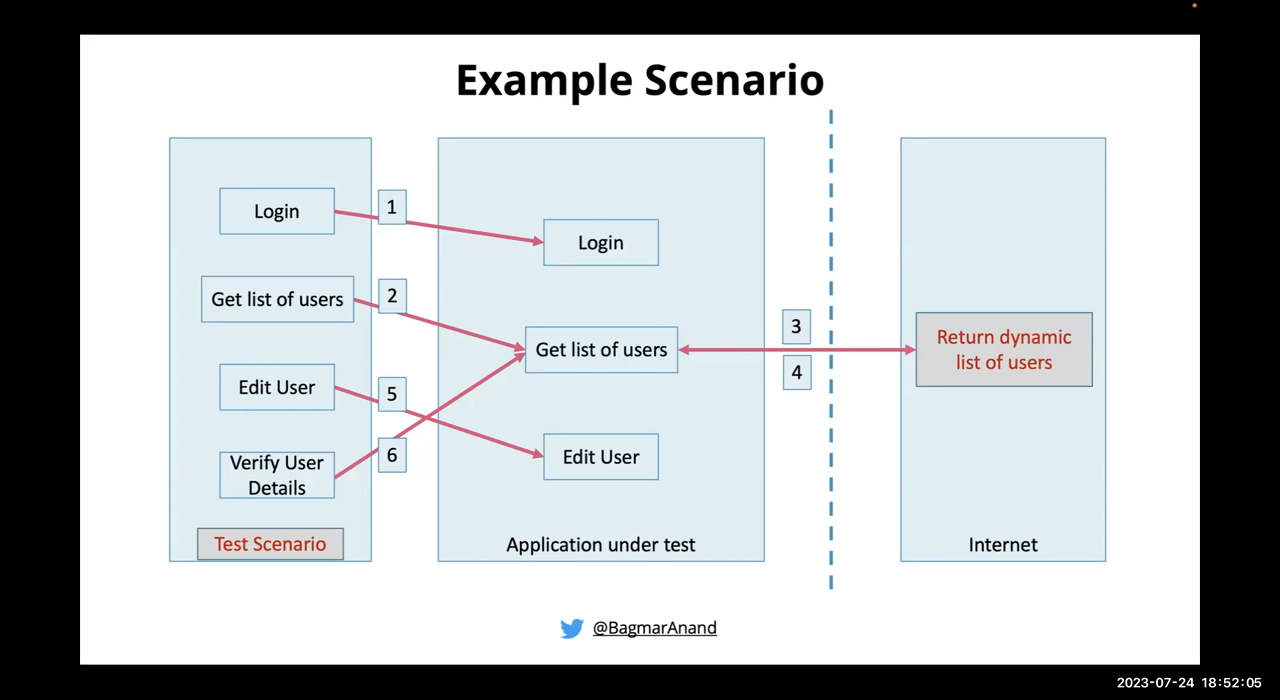 Example Scenario
Login
1
Login
Get list of users
2
Get list of users
3
4
Return dynamic
list of users
Edit User
5
Edit User
6
Verify User
Details
Test Scenario
Application under test
Internet
@BagmarAnand
2023-07-24 18:52:05